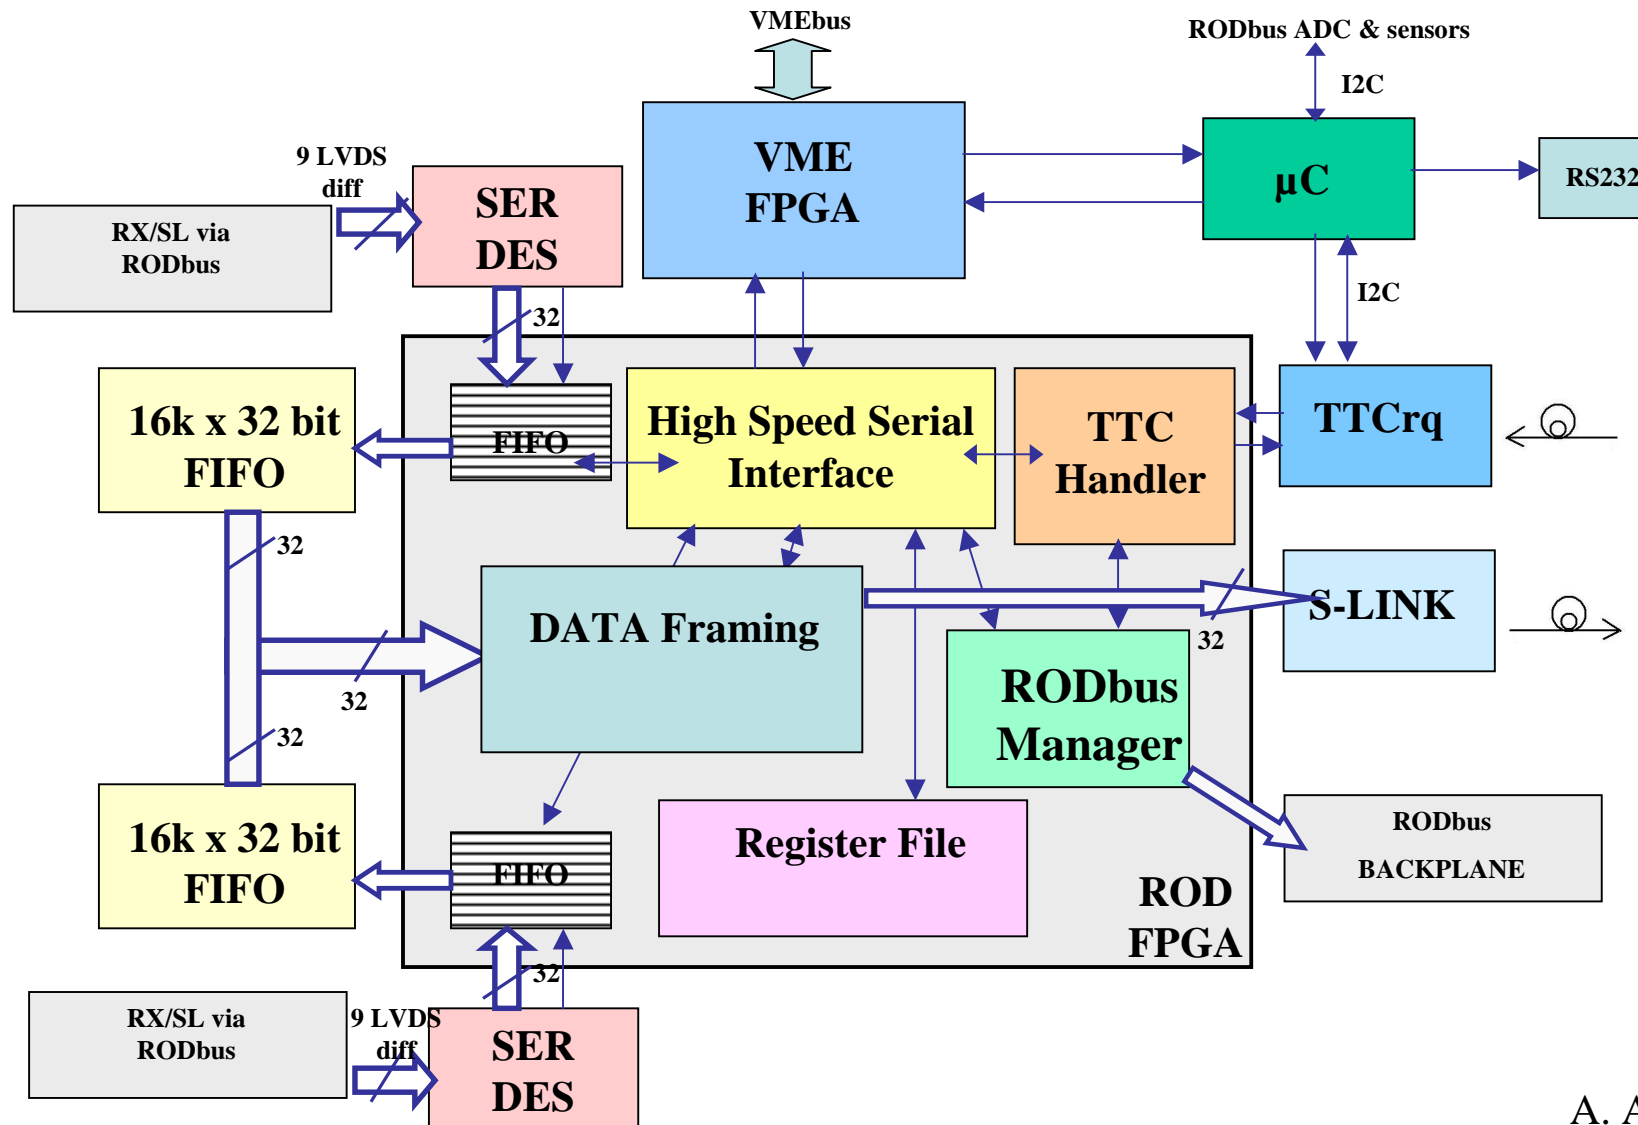 VMEbus
RODbus ADC & sensors
I2C
9 LVDS
diff
SER
DES
VME
FPGA
µC
RS232
RX/SL via
RODbus
32
I2C
16k x 32 bit
FIFO
FIFO
High Speed Serial
Interface
TTC
Handler
TTCrq
32
DATA Framing
S-LINK
32
32
32
RODbus
Manager
16k x 32 bit
FIFO
FIFO
Register File
RODbus
BACKPLANE
ROD
FPGA
32
RX/SL via
RODbus
9 LVDS
diff
SER
DES
A. A